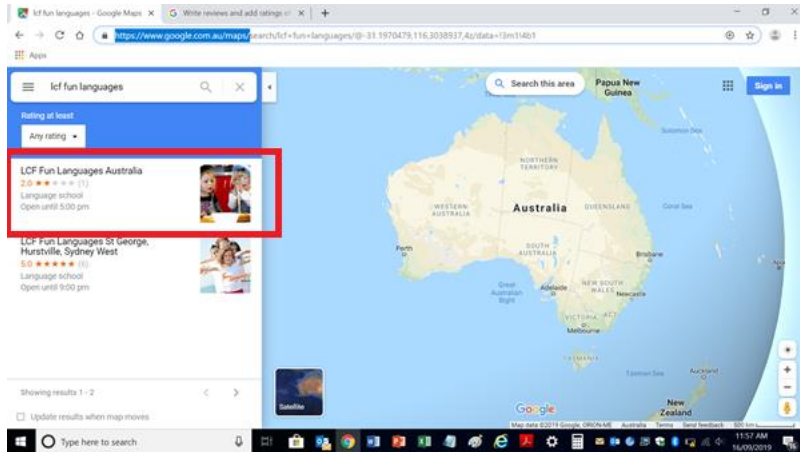 lcf fun languages - Google Maps
Write reviews and add ratings of
https://www.google.com.au/maps/search/lcf+fun+languages/@-31.1970479,116.3038937,4z/data=!3m1!4b1
Apps
lcf fun languages
Rating at least
Any rating
LCF Fun Languages Australia
2.0 (1)
Language school
Open until 5:00 pm
LCF Fun Languages St George,
Hurstville, Sydney West
5.0 (6)
Language school
Open until 9:00 pm
Showing results 1 - 2
Update results when map moves
Search this area
Sign in
Papua New
Guinea
Solomon Sea
NORTHERN
TERRITORY
WESTERN
AUSTRALIA
Australia
QUEENSLAND
Coral Sea
SOUTH
AUSTRALIA
Perth
Brisbane
Great
Australian
Bight
Adelaide
NEW SOUTH
WALES
Newcastle
VICTORIA
ACT
Melbourne
TASMANIA
Tasman Sea
Auckland
New
Zealand
Satellite
Google
Map data ©2019 Google, ORION-ME Australia Terms Send feedback 500 km
Type here to search
11:57 AM
16/09/2019